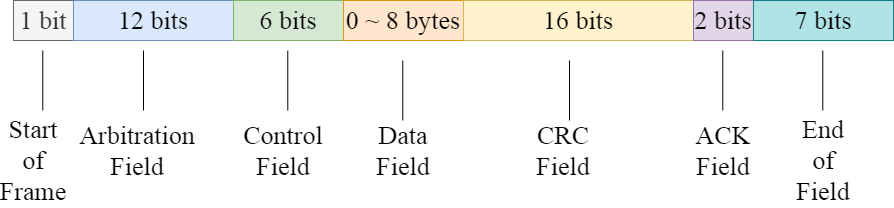 1 bit
12 bits
6 bits
0 ~ 8 bytes
16 bits
2 bits
7 bits
Start
of
Frame
Arbitration
Field
Control
Field
Data
Field
CRC
Field
ACK
Field
End
of
Field